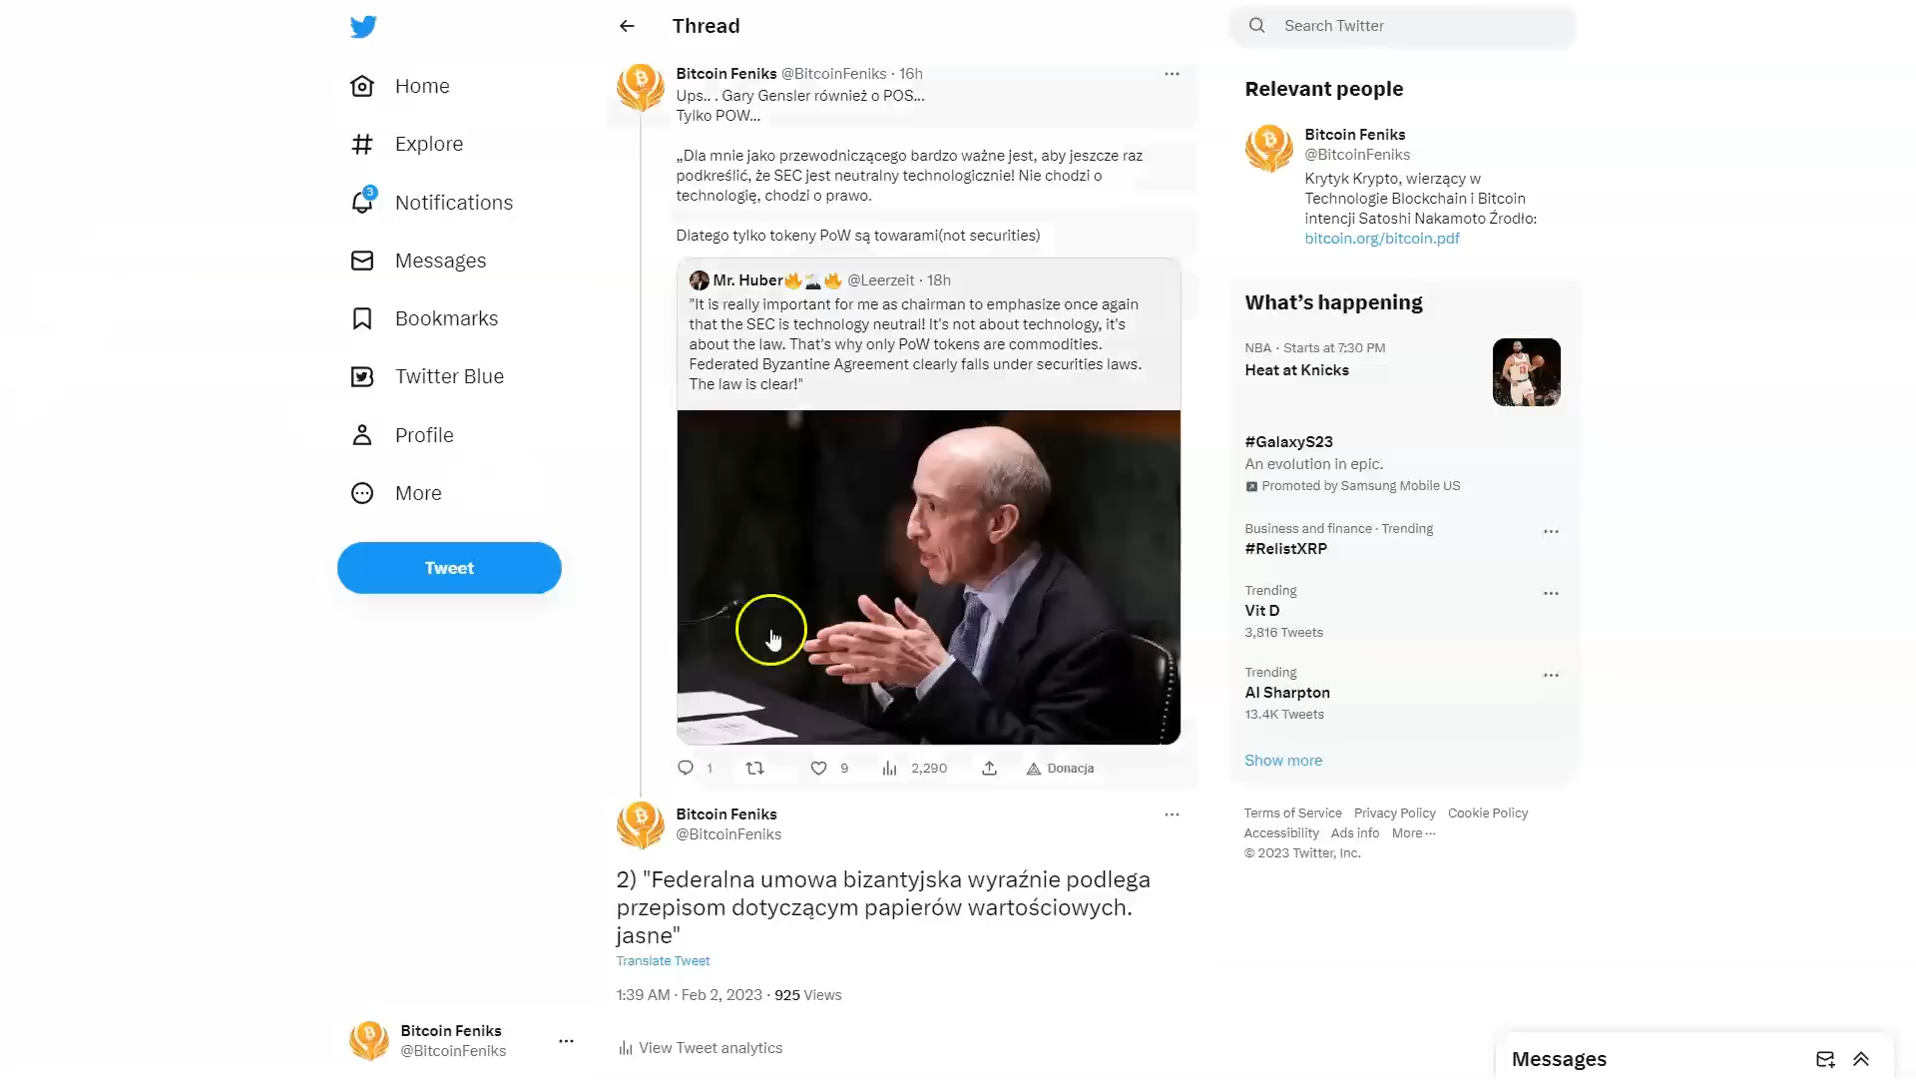 Home
Explore
3
Notifications
Messages
Bookmarks
Twitter Blue
Profile
More
Tweet
Bitcoin Feniks
@BitcoinFeniks
Thread
Bitcoin Feniks @BitcoinFeniks · 16h
Ups.. . Gary Gensler również o POS...
Tylko POW...
„Dla mnie jako przewodniczącego bardzo ważne jest, aby jeszcze raz
podkreślić, że SEC jest neutralny technologicznie! Nie chodzi o
technologię, chodzi o prawo.
Dlatego tylko tokeny PoW są towarami(not securities)
Mr. Huber @Leerzeit · 18h
"It is really important for me as chairman to emphasize once again
that the SEC is technology neutral! It's not about technology, it's
about the law. That's why only PoW tokens are commodities.
Federated Byzantine Agreement clearly falls under securities laws.
The law is clear!"
1 9 2,290 Donacja
Bitcoin Feniks
@BitcoinFeniks
2) "Federalna umowa bizantyjska wyraźnie podlega
przepisom dotyczącym papierów wartościowych.
jasne"
Translate Tweet
1:39 AM · Feb 2, 2023 · 925 Views
View Tweet analytics
Search Twitter
Relevant people
Bitcoin Feniks
@BitcoinFeniks
Krytyk Krypto, wierzący w
Technologie Blockchain i Bitcoin
intencji Satoshi Nakamoto Źrodło:
bitcoin.org/bitcoin.pdf
What's happening
NBA · Starts at 7:30 PM
Heat at Knicks
#GalaxyS23
An evolution in epic.
Promoted by Samsung Mobile US
Business and finance · Trending
#RelistXRP
Trending
Vit D
3,816 Tweets
Trending
Al Sharpton
13.4K Tweets
Show more
Terms of Service Privacy Policy Cookie Policy
Accessibility Ads info More ···
© 2023 Twitter, Inc.
Messages